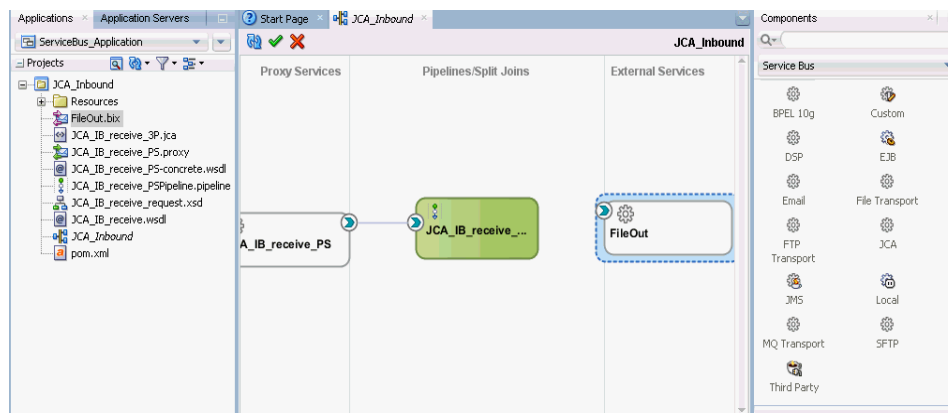 Applications
Application Servers
Start Page
JCA_Inbound
Components
ServiceBus_Application
JCA_Inbound
Projects
Service Bus
JCA_Inbound
Resources
FileOut.bix
JCA_IB_receive_3P.jca
JCA_IB_receive_PS.proxy
JCA_IB_receive_PS-concrete.wsdl
JCA_IB_receive_PSPipeline.pipeline
JCA_IB_receive_request.xsd
JCA_IB_receive.wsdl
JCA_Inbound
pom.xml
Proxy Services
Pipelines/Split Joins
External Services
A_IB_receive_PS
JCA_IB_receive_...
FileOut
BPEL 10g
Custom
DSP
EJB
Email
File Transport
FTP
Transport
JCA
JMS
Local
MQ Transport
SFTP
Third Party